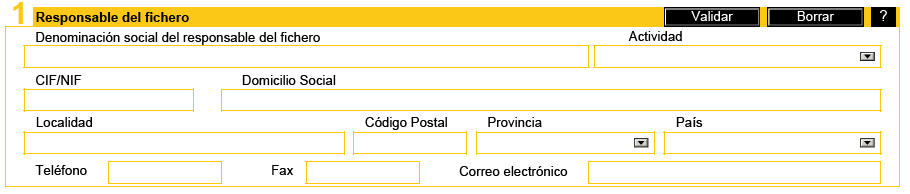 1 Responsable del fichero Validar Borrar ?
Denominación social del responsable del fichero Actividad
CIF/NIF Domicilio Social
Localidad Código Postal Provincia País
Teléfono Fax Correo electrónico